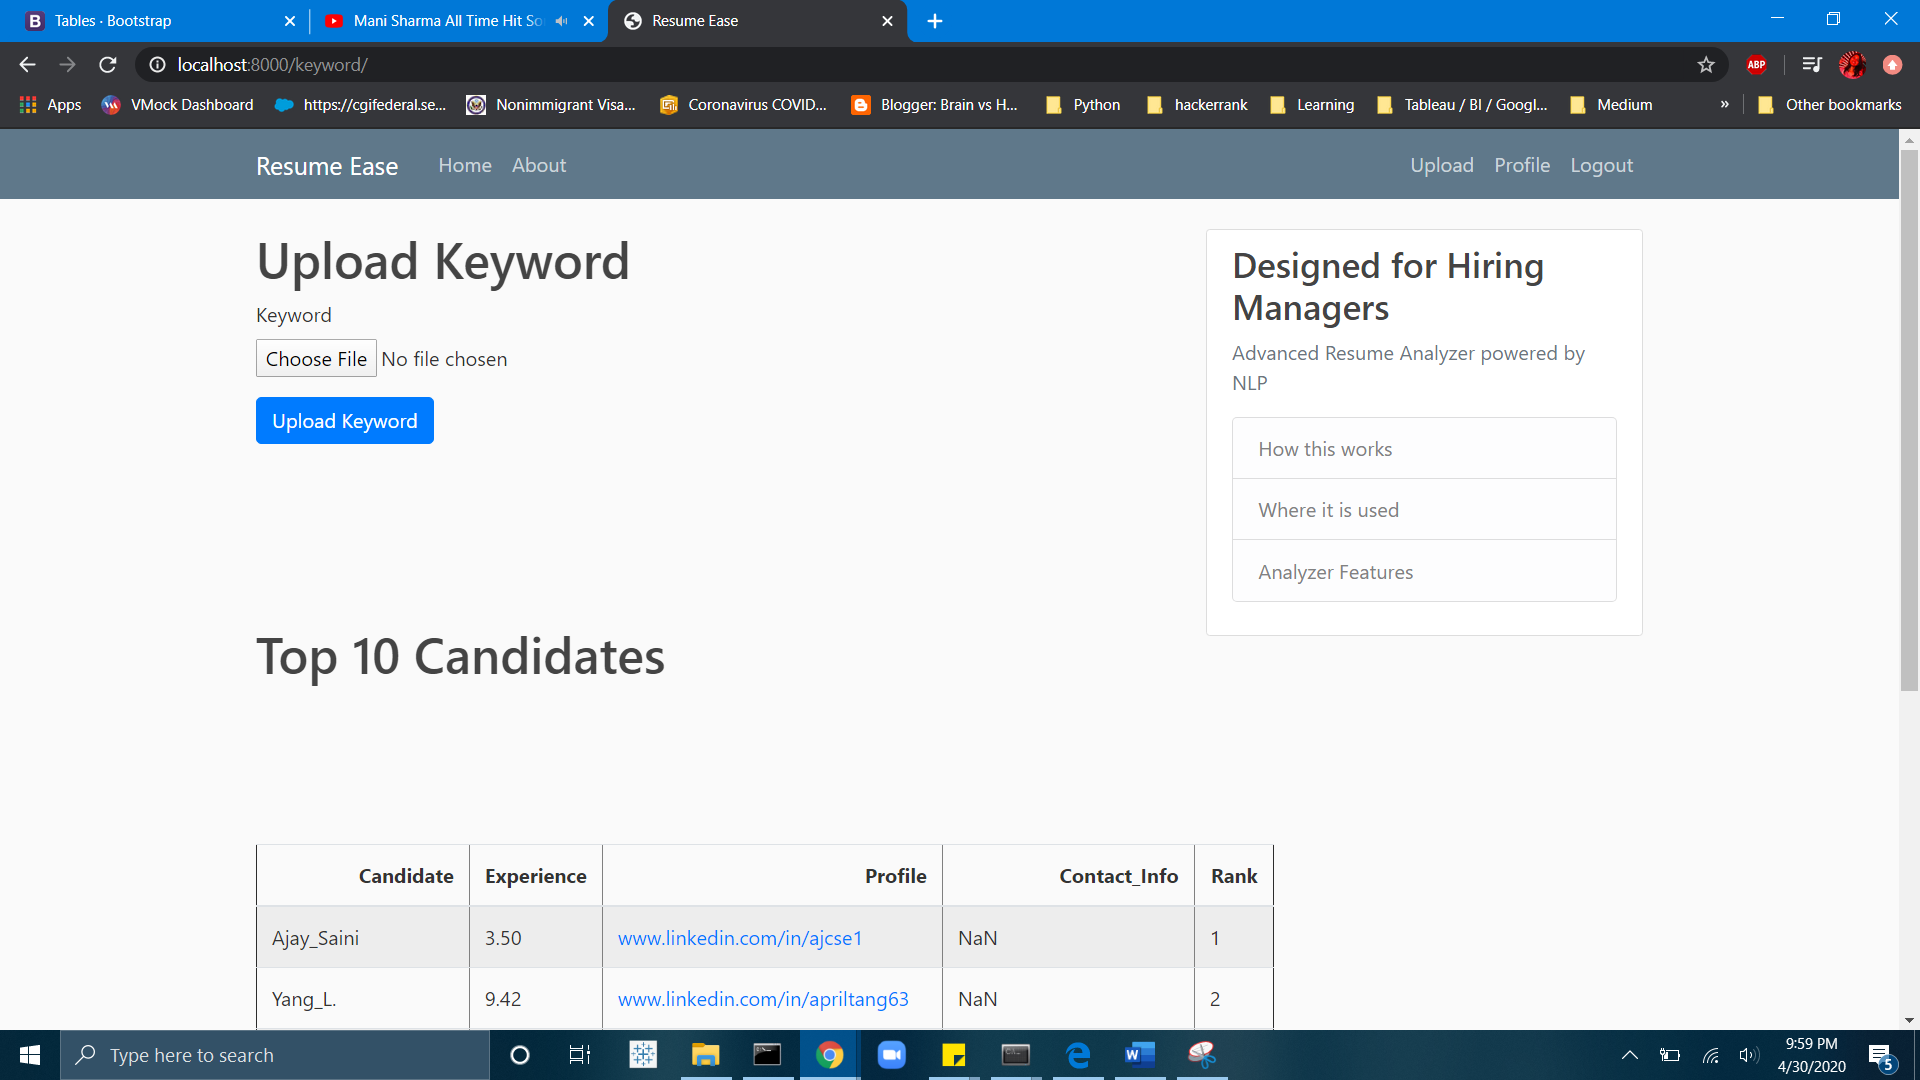 Tables · Bootstrap
Mani Sharma All Time Hit So
Resume Ease
localhost:8000/keyword/
ABP
Apps
VMock Dashboard
https://cgifederal.se...
Nonimmigrant Visa...
Coronavirus COVID...
Blogger: Brain vs H...
Python
hackerrank
Learning
Tableau / BI / Googl...
Medium
»
Other bookmarks
Resume Ease
Home
About
Upload
Profile
Logout
Upload Keyword
Keyword
Choose File No file chosen
Upload Keyword
Designed for Hiring
Managers
Advanced Resume Analyzer powered by
NLP
How this works
Where it is used
Analyzer Features
Top 10 Candidates
Candidate Experience Profile Contact_Info Rank
Ajay_Saini 3.50 www.linkedin.com/in/ajcse1 NaN 1
Yang_L. 9.42 www.linkedin.com/in/apriltang63 NaN 2
Type here to search
9:59 PM
4/30/2020
5